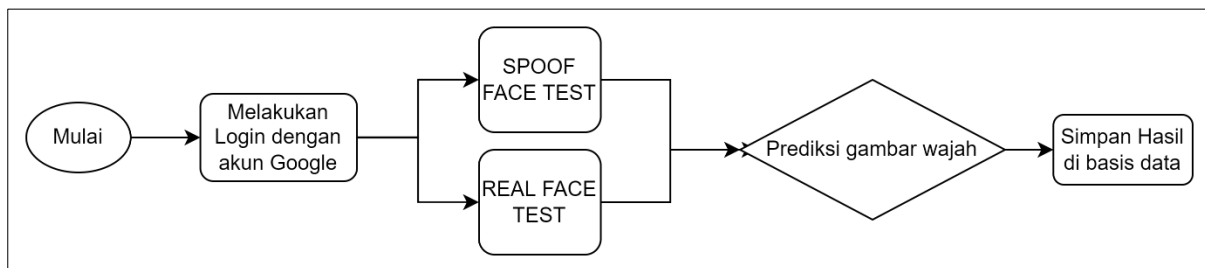 Mulai
Melakukan
Login dengan
akun Google
SPOOF
FACE TEST
REAL FACE
TEST
Prediksi gambar wajah
Simpan Hasil
di basis data